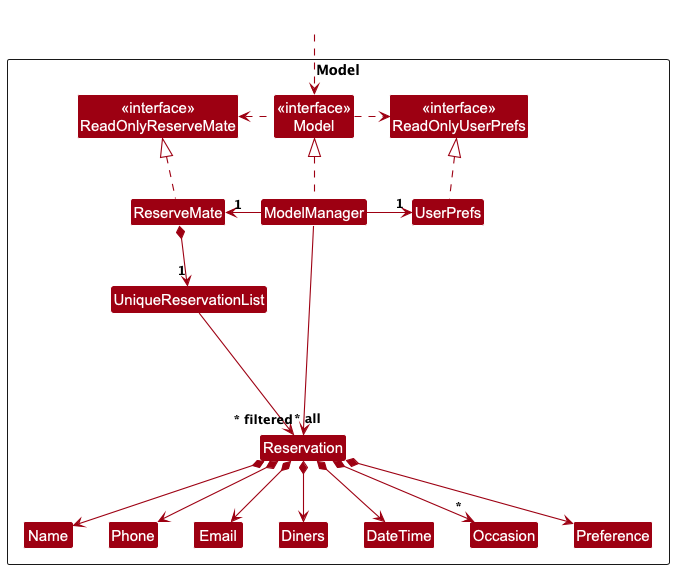 Model
«interface»
ReadOnlyReserveMate
«interface»
Model
«interface»
ReadOnlyUserPrefs
ReserveMate
1
ModelManager
1
UserPrefs
1
UniqueReservationList
* filtered
* all
Reservation
*
Name
Phone
Email
Diners
DateTime
Occasion
Preference